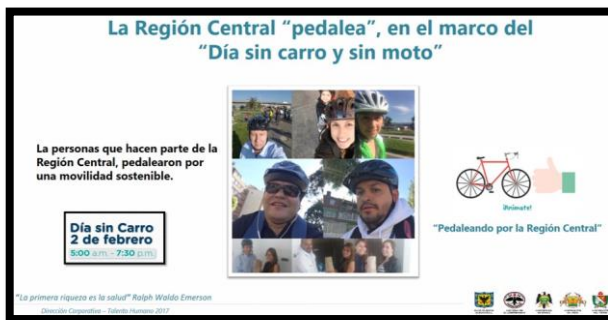 La Región Central "pedalea", en el marco del
"Día sin carro y sin moto"
La personas que hacen parte de la
Región Central, pedalearon por
una movilidad sostenible.
Día sin Carro
2 de febrero
5:00 a.m. - 7:30 p.m.
¡Anímate!
"Pedaleando por la Región Central"
"La primera riqueza es la salud" Ralph Waldo Emerson
Dirección Corporativa – Talento Humano 2017